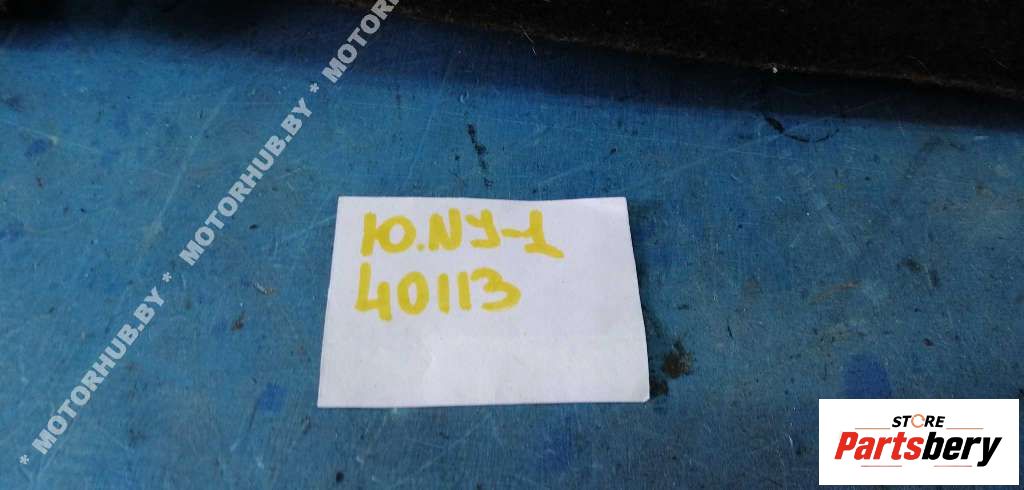 * MOTORHUB.BY * MOTORHUB.BY * MOTOR
Ю.NУ-1
40113
STORE
Partsbery